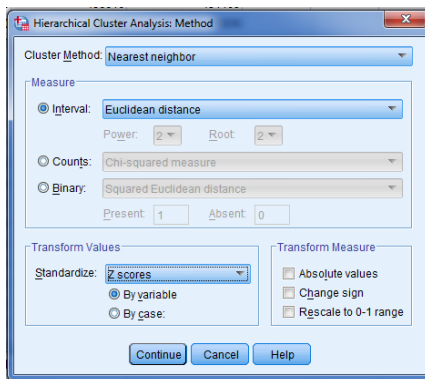 Hierarchical Cluster Analysis: Method
Cluster Method: Nearest neighbor
Measure
Interval: Euclidean distance
Power: 2 Root: 2
Counts: Chi-squared measure
Binary: Squared Euclidean distance
Present: 1 Absent: 0
Transform Values Transform Measure
Standardize: Z scores Absolute values
By variable Change sign
By case: Rescale to 0-1 range
Continue Cancel Help